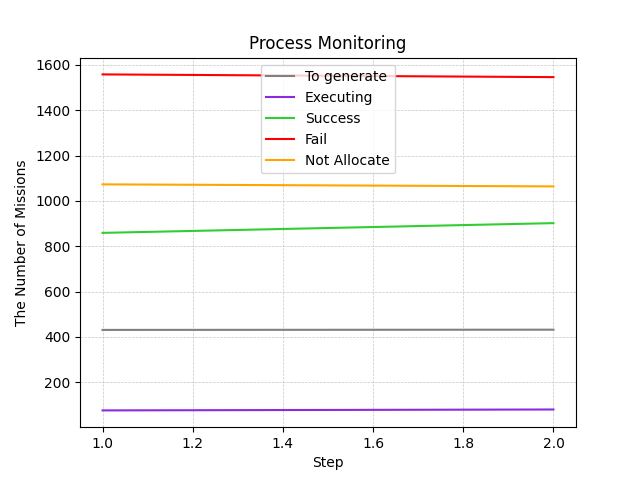 Process Monitoring
1600
1400
1200
1000
800
600
400
200
The Number of Missions
To generate
Executing
Success
Fail
Not Allocate
1.0 1.2 1.4 1.6 1.8 2.0
Step